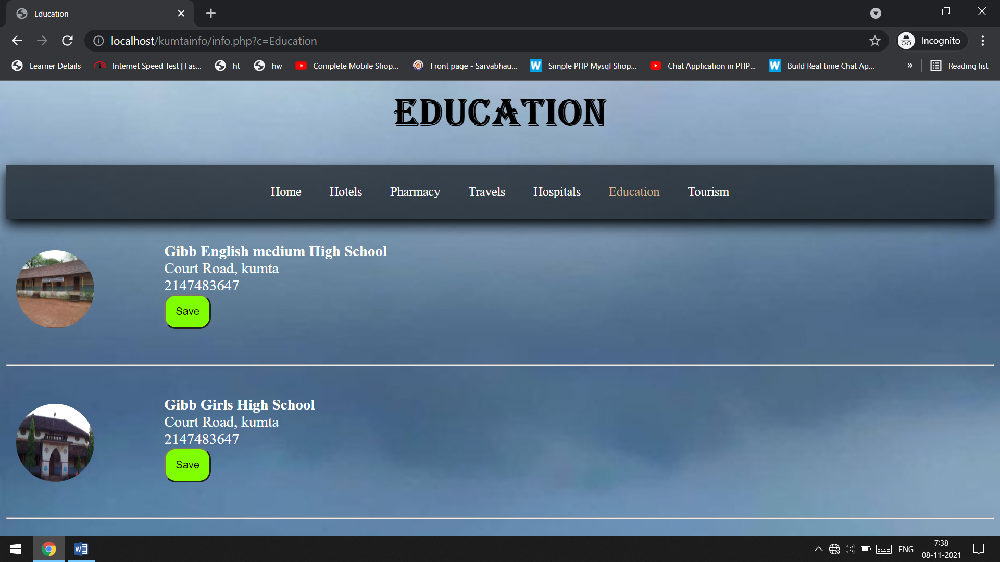 Education
localhost/kumtainfo/info.php?c=Education
Incognito
Learner Details
Internet Speed Test | Fas...
ht
hw
Complete Mobile Shop...
Front page - Sarvabhau...
Simple PHP Mysql Shop...
Chat Application in PHP...
Build Real time Chat Ap...
»
Reading list
EDUCATION
Home
Hotels
Pharmacy
Travels
Hospitals
Education
Tourism
Gibb English medium High School
Court Road, kumta
2147483647
Save
Gibb Girls High School
Court Road, kumta
2147483647
Save
ENG
7:38
08-11-2021